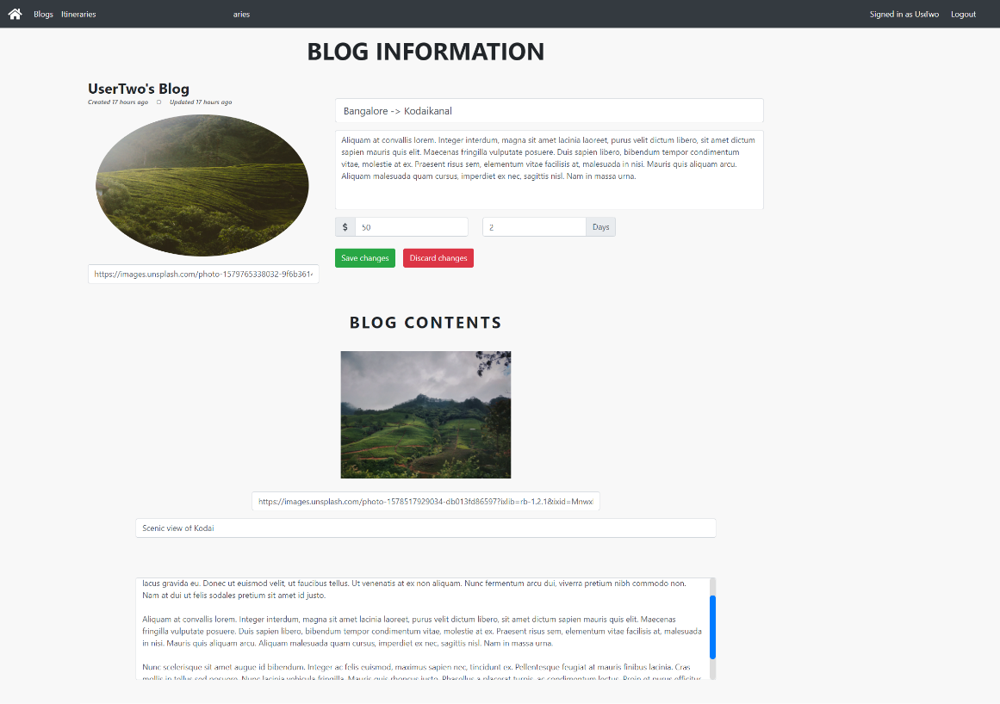 Blogs Itineraries aries Signed in as UserTwo Logout
BLOG INFORMATION
UserTwo's Blog
Created 17 hours ago Updated 17 hours ago
https://images.unsplash.com/photo-1579765338032-9f6b361
Bangalore -> Kodaikanal
Aliquam at convallis lorem. Integer interdum, magna sit amet lacinia laoreet, purus velit dictum libero, sit amet dictum
sapien mauris quis elit. Maecenas fringilla vulputate posuere. Duis sapien libero, bibendum tempor condimentum
vitae, molestie at ex. Praesent risus sem, elementum vitae facilisis at, malesuada in nisi. Mauris quis aliquam arcu.
Aliquam malesuada quam cursus, imperdiet ex nec, sagittis nisl. Nam in massa urna.
$ 50 2 Days
Save changes Discard changes
BLOG CONTENTS
https://images.unsplash.com/photo-1578517929034-db013fd86597?ixlib=rb-1.2.1&ixid=Mnwx
Scenic view of Kodai
lacus gravida eu. Donec ut euismod velit, ut faucibus tellus. Ut venenatis at ex non aliquam. Nunc fermentum arcu dui, viverra pretium nibh commodo non.
Nam at dui ut felis sodales pretium sit amet id justo.
Aliquam at convallis lorem. Integer interdum, magna sit amet lacinia laoreet, purus velit dictum libero, sit amet dictum sapien mauris quis elit. Maecenas
fringilla vulputate posuere. Duis sapien libero, bibendum tempor condimentum vitae, molestie at ex. Praesent risus sem, elementum vitae facilisis at, malesuada
in nisi. Mauris quis aliquam arcu. Aliquam malesuada quam cursus, imperdiet ex nec, sagittis nisl. Nam in massa urna.
Nunc scelerisque sit amet augue id bibendum. Integer ac felis euismod, maximus sapien nec, tincidunt ex. Pellentesque feugiat at mauris finibus lacinia. Cras
mollis in tellus sed posuere. Nunc lacinia vehicula fringilla. Mauris quis rhoncus justo. Phasellus a placerat turpis, ac condimentum lectus. Proin et purus efficitur